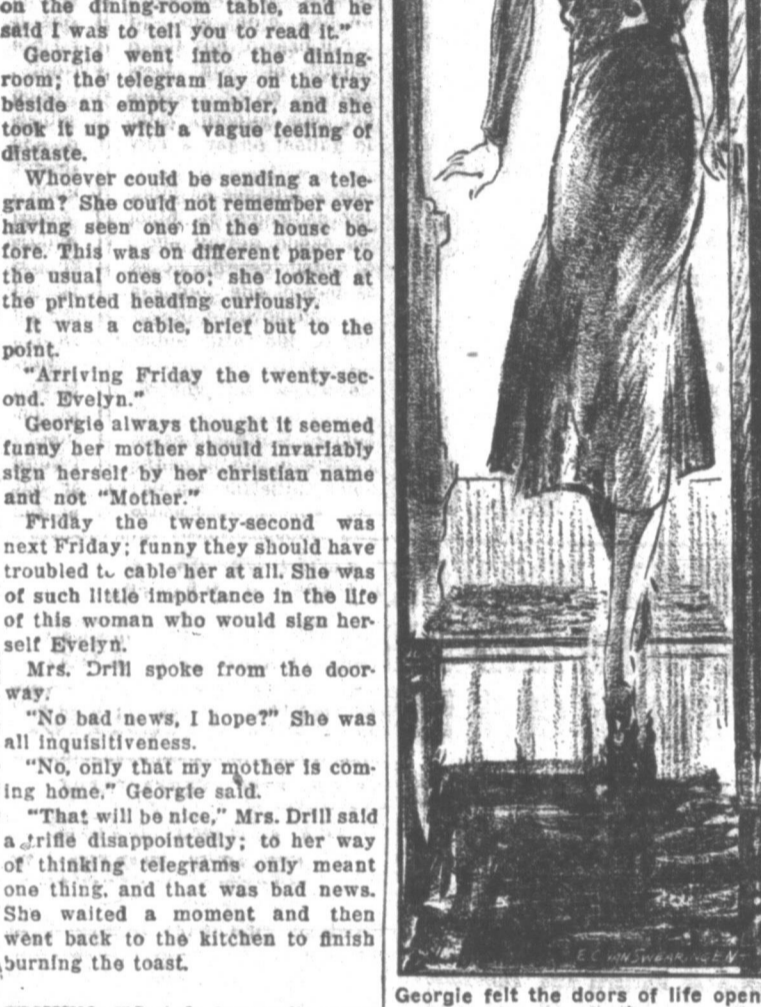 on the dining-room table, and he
said I was to tell you to read it."
Georgie went into the dining-
room; the telegram lay on the tray
beside an empty tumbler, and she
took it up with a vague feeling of
distaste.
Whoever could be sending a tele-
gram? She could not remember ever
having seen one in the house be-
fore. This was on different paper to
the usual ones too; she looked at
the printed heading curiously.
It was a cable, brief but to the
point.
"Arriving Friday the twenty-sec-
ond. Evelyn."
Georgie always thought it seemed
funny her mother should invariably
sign herself by her christian name
and not "Mother."
Friday the twenty-second was
next Friday; funny they should have
troubled to cable her at all. She was
of such little importance in the life
of this woman who would sign her-
self Evelyn.
Mrs. Drill spoke from the door-
way.
"No bad news, I hope?" She was
all inquisitiveness.
"No, only that my mother is com-
ing home," Georgie said.
"That will be nice," Mrs. Drill said
a trifle disappointedly; to her way
of thinking telegrams only meant
one thing, and that was bad news.
She waited a moment and then
went back to the kitchen to finish
burning the toast.
E.C. VAN SWEARINGEN
Georgie felt the doors of life open